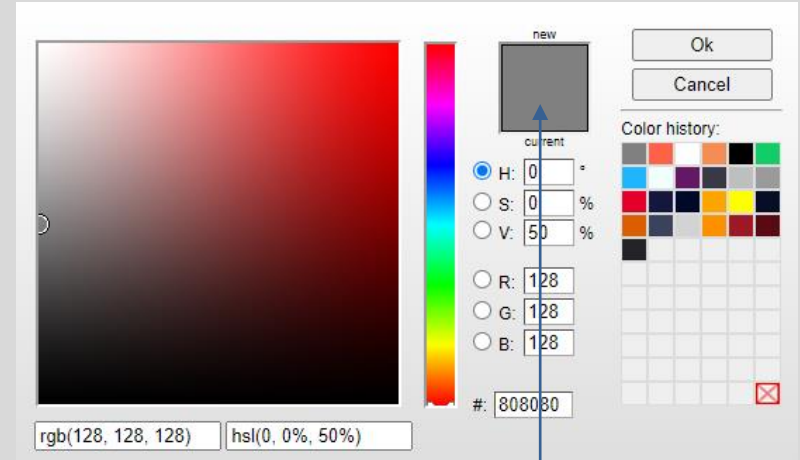 new
current
Ok
Cancel
Color history:
H: 0 °
S: 0 %
V: 50 %
R: 128
G: 128
B: 128
#: 808080
rgb(128, 128, 128)
hsl(0, 0%, 50%)